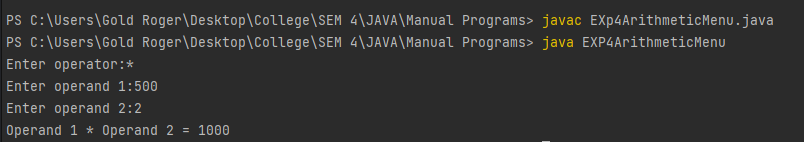 PS C:\Users\Gold Roger\Desktop\College\SEM 4\JAVA\Manual Programs> javac EXp4ArithmeticMenu.java
PS C:\Users\Gold Roger\Desktop\College\SEM 4\JAVA\Manual Programs> java EXP4ArithmeticMenu
Enter operator:*
Enter operand 1:500
Enter operand 2:2
Operand 1 * Operand 2 = 1000